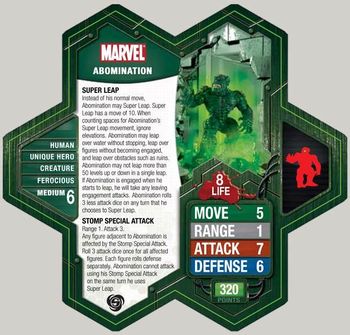 MARVEL
ABOMINATION
SUPER LEAP
Instead of his normal move,
Abomination may Super Leap. Super
Leap has a move of 10. When
counting spaces for Abomination's
Super Leap movement, ignore
elevations. Abomination may leap
over water without stopping, leap over
figures without becoming engaged,
and leap over obstacles such as ruins.
Abomination may not leap more than
50 levels up or down in a single leap.
If Abomination is engaged when he
starts to leap, he will take any leaving
engagement attacks. Abomination rolls
3 less attack dice on any turn that he
chooses to Super Leap.
STOMP SPECIAL ATTACK
Range 1. Attack 3.
Any figure adjacent to Abomination is
affected by the Stomp Special Attack.
Roll 3 attack dice once for all affected
figures. Each figure rolls defense
separately. Abomination cannot attack
using his Stomp Special Attack
on the same turn he uses
Super Leap.
HUMAN
UNIQUE HERO
CREATURE
FEROCIOUS
MEDIUM 6
8
LIFE
MOVE 5
RANGE 1
ATTACK 7
DEFENSE 6
320
POINTS